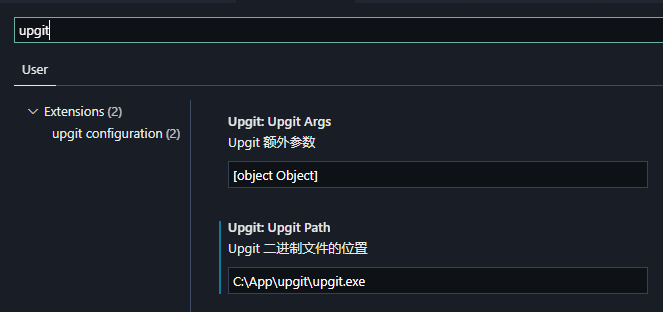 upgit
User
Extensions (2)
upgit configuration (2)
Upgit: Upgit Args
Upgit 额外参数
[object Object]
Upgit: Upgit Path
Upgit 二进制文件的位置
C:\App\upgit\upgit.exe